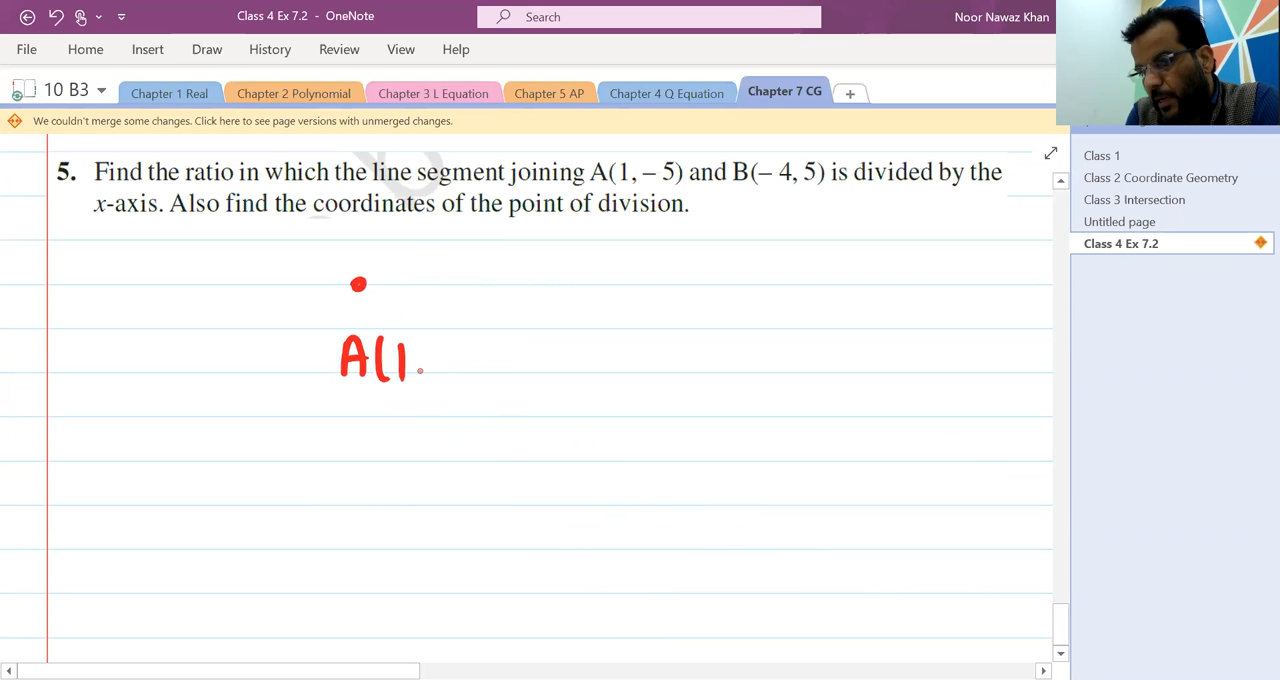 Class 4 Ex 7.2 - OneNote
Search
Noor Nawaz Khan
File Home Insert Draw History Review View Help
10 B3
Chapter 1 Real
Chapter 2 Polynomial
Chapter 3 L Equation
Chapter 5 AP
Chapter 4 Q Equation
Chapter 7 CG
We couldn't merge some changes. Click here to see page versions with unmerged changes.
5. Find the ratio in which the line segment joining A(1, – 5) and B(– 4, 5) is divided by the
x-axis. Also find the coordinates of the point of division.
A(1
Class 1
Class 2 Coordinate Geometry
Class 3 Intersection
Untitled page
Class 4 Ex 7.2